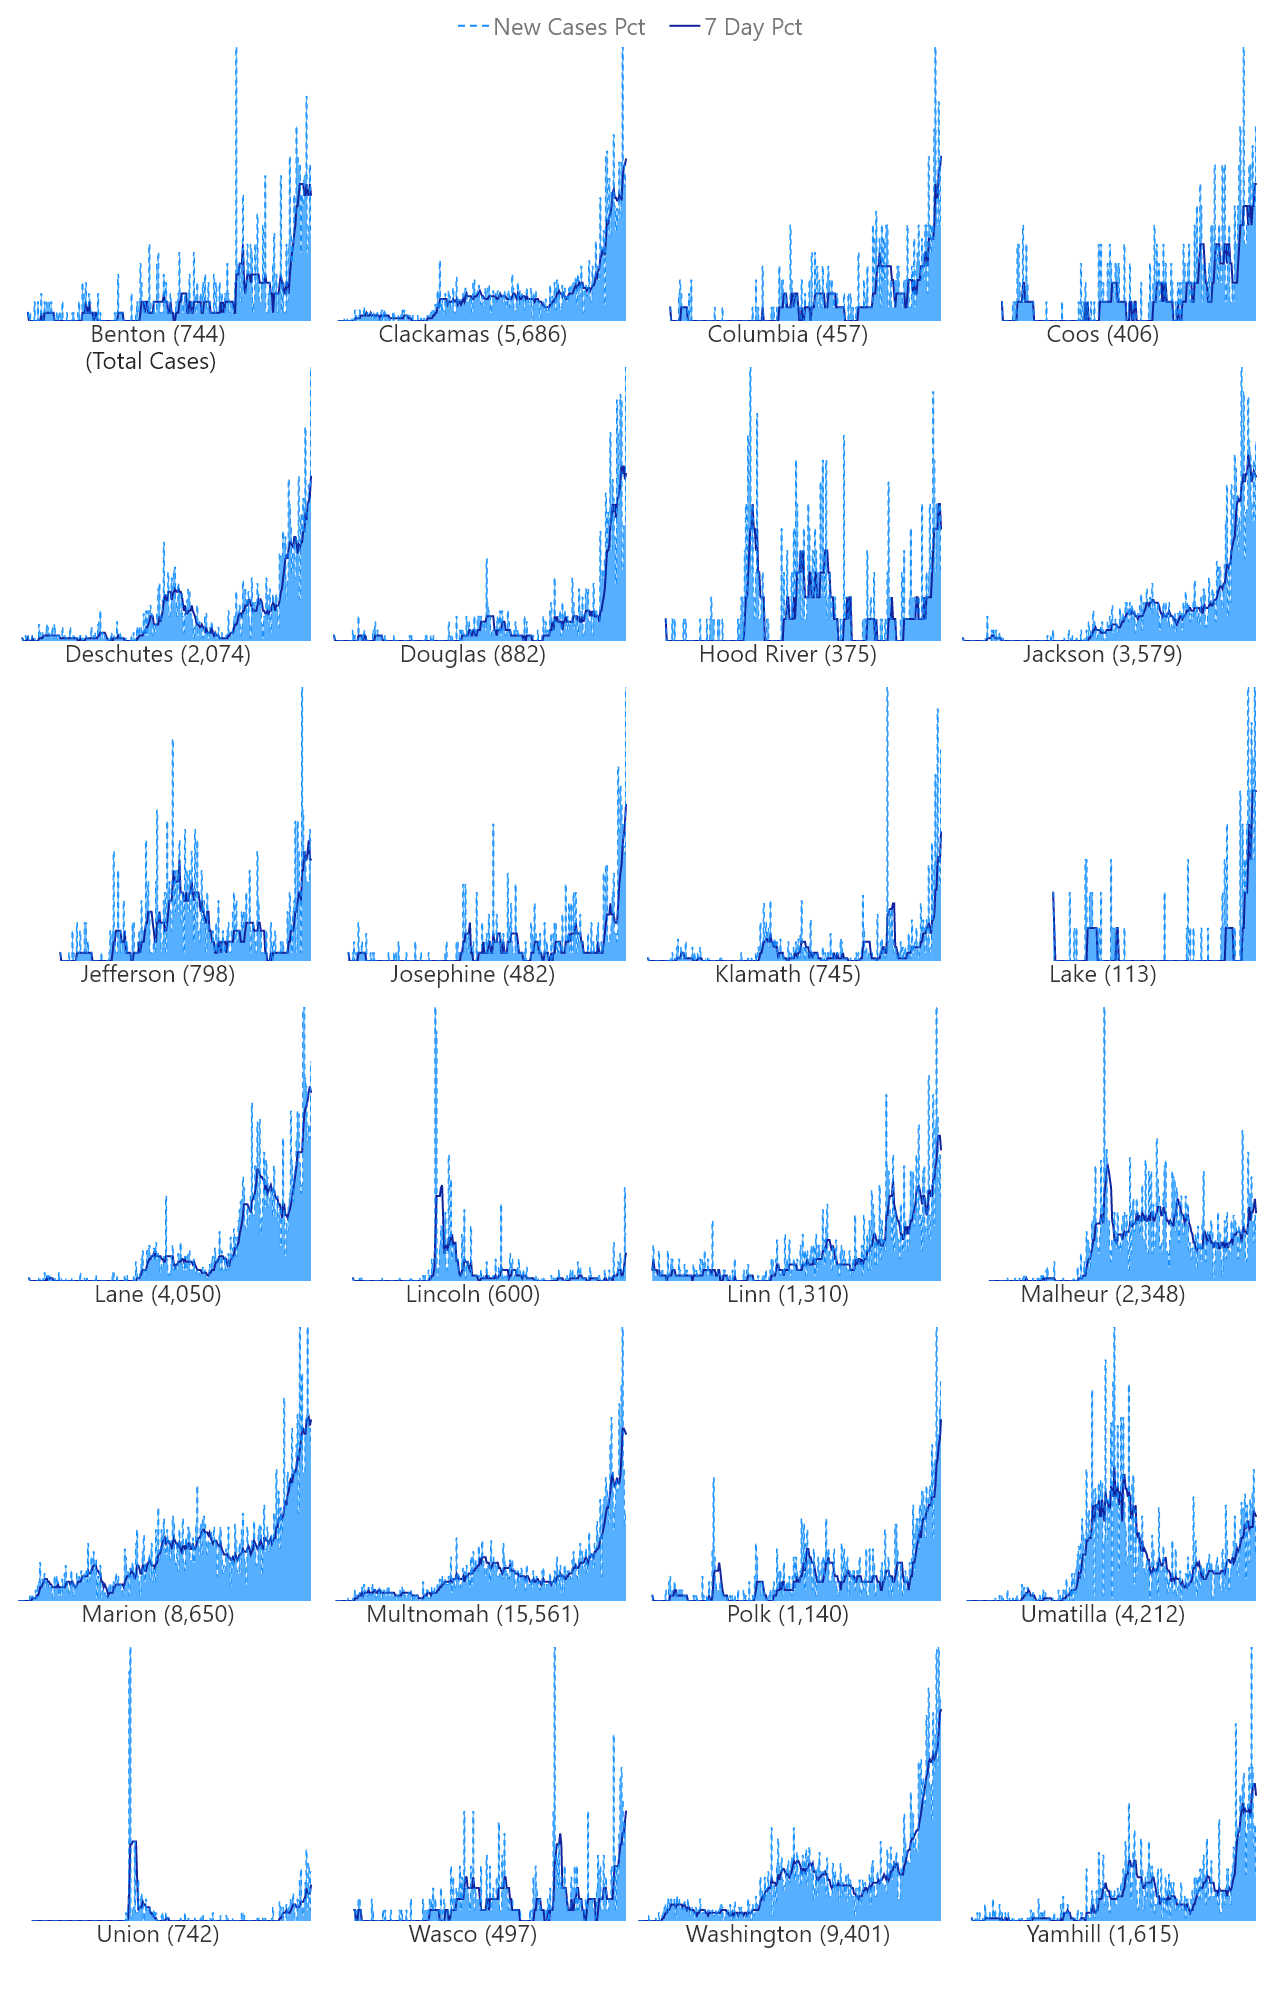 New Cases Pct 7 Day Pct
Benton (744) Clackamas (5,686) Columbia (457) Coos (406)
(Total Cases)
Deschutes (2,074) Douglas (882) Hood River (375) Jackson (3,579)
Jefferson (798) Josephine (482) Klamath (745) Lake (113)
Lane (4,050) Lincoln (600) Linn (1,310) Malheur (2,348)
Marion (8,650) Multnomah (15,561) Polk (1,140) Umatilla (4,212)
Union (742) Wasco (497) Washington (9,401) Yamhill (1,615)